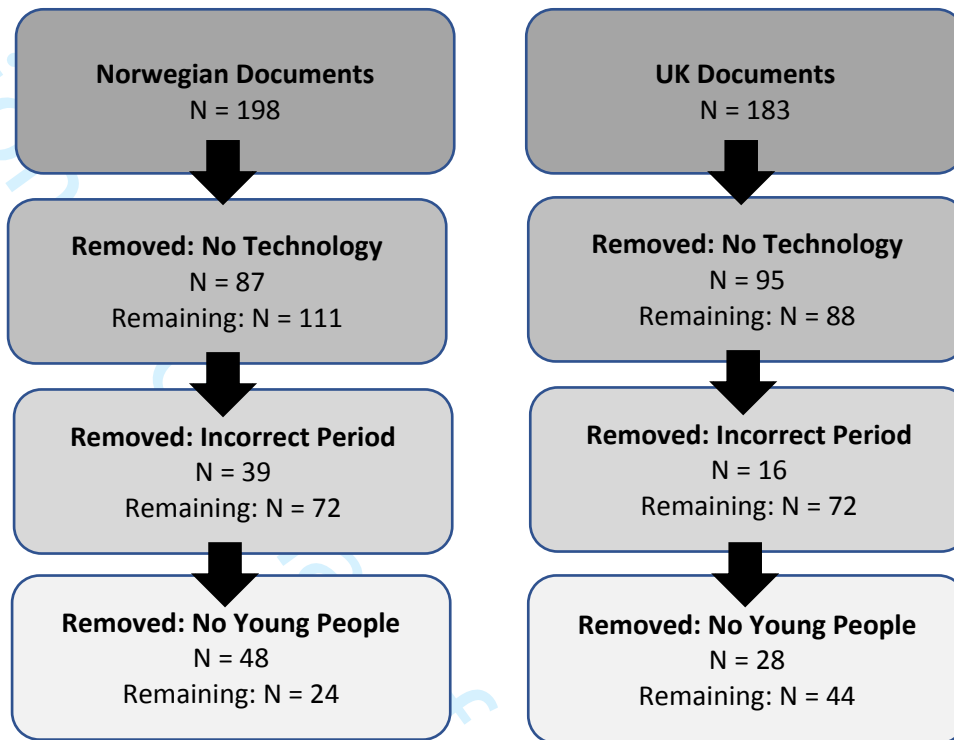 Norwegian Documents
N = 198
Removed: No Technology
N = 87
Remaining: N = 111
Removed: Incorrect Period
N = 39
Remaining: N = 72
Removed: No Young People
N = 48
Remaining: N = 24
UK Documents
N = 183
Removed: No Technology
N = 95
Remaining: N = 88
Removed: Incorrect Period
N = 16
Remaining: N = 72
Removed: No Young People
N = 28
Remaining: N = 44